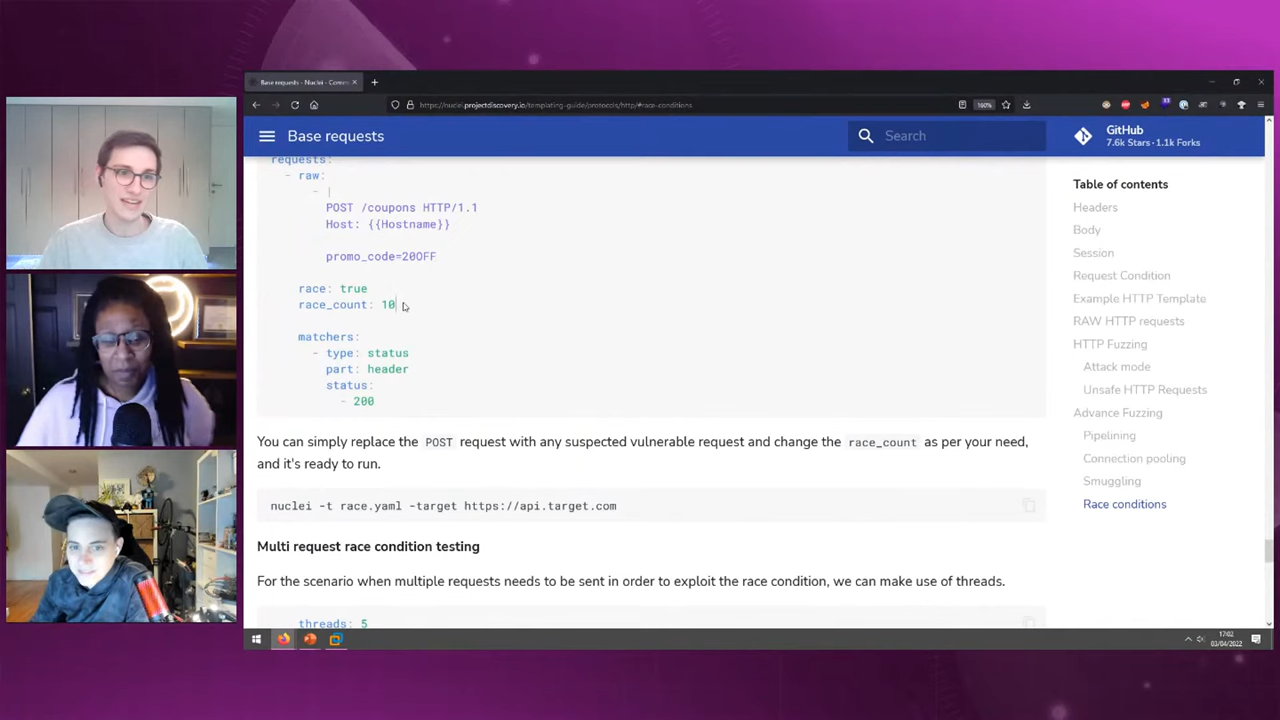 Base requests - Nuclei - Comm
https://nuclei.projectdiscovery.io/templating-guide/protocols/http/#race-conditions
160%
Base requests
Search
GitHub
7.6k Stars · 1.1k Forks
requests:
- raw:
- |
POST /coupons HTTP/1.1
Host: {{Hostname}}
promo_code=20OFF
race: true
race_count: 10
matchers:
- type: status
part: header
status:
- 200
You can simply replace the POST request with any suspected vulnerable request and change the race_count as per your need,
and it's ready to run.
nuclei -t race.yaml -target https://api.target.com
Multi request race condition testing
For the scenario when multiple requests needs to be sent in order to exploit the race condition, we can make use of threads.
threads: 5
Table of contents
Headers
Body
Session
Request Condition
Example HTTP Template
RAW HTTP requests
HTTP Fuzzing
Attack mode
Unsafe HTTP Requests
Advance Fuzzing
Pipelining
Connection pooling
Smuggling
Race conditions
17:02
03/04/2022